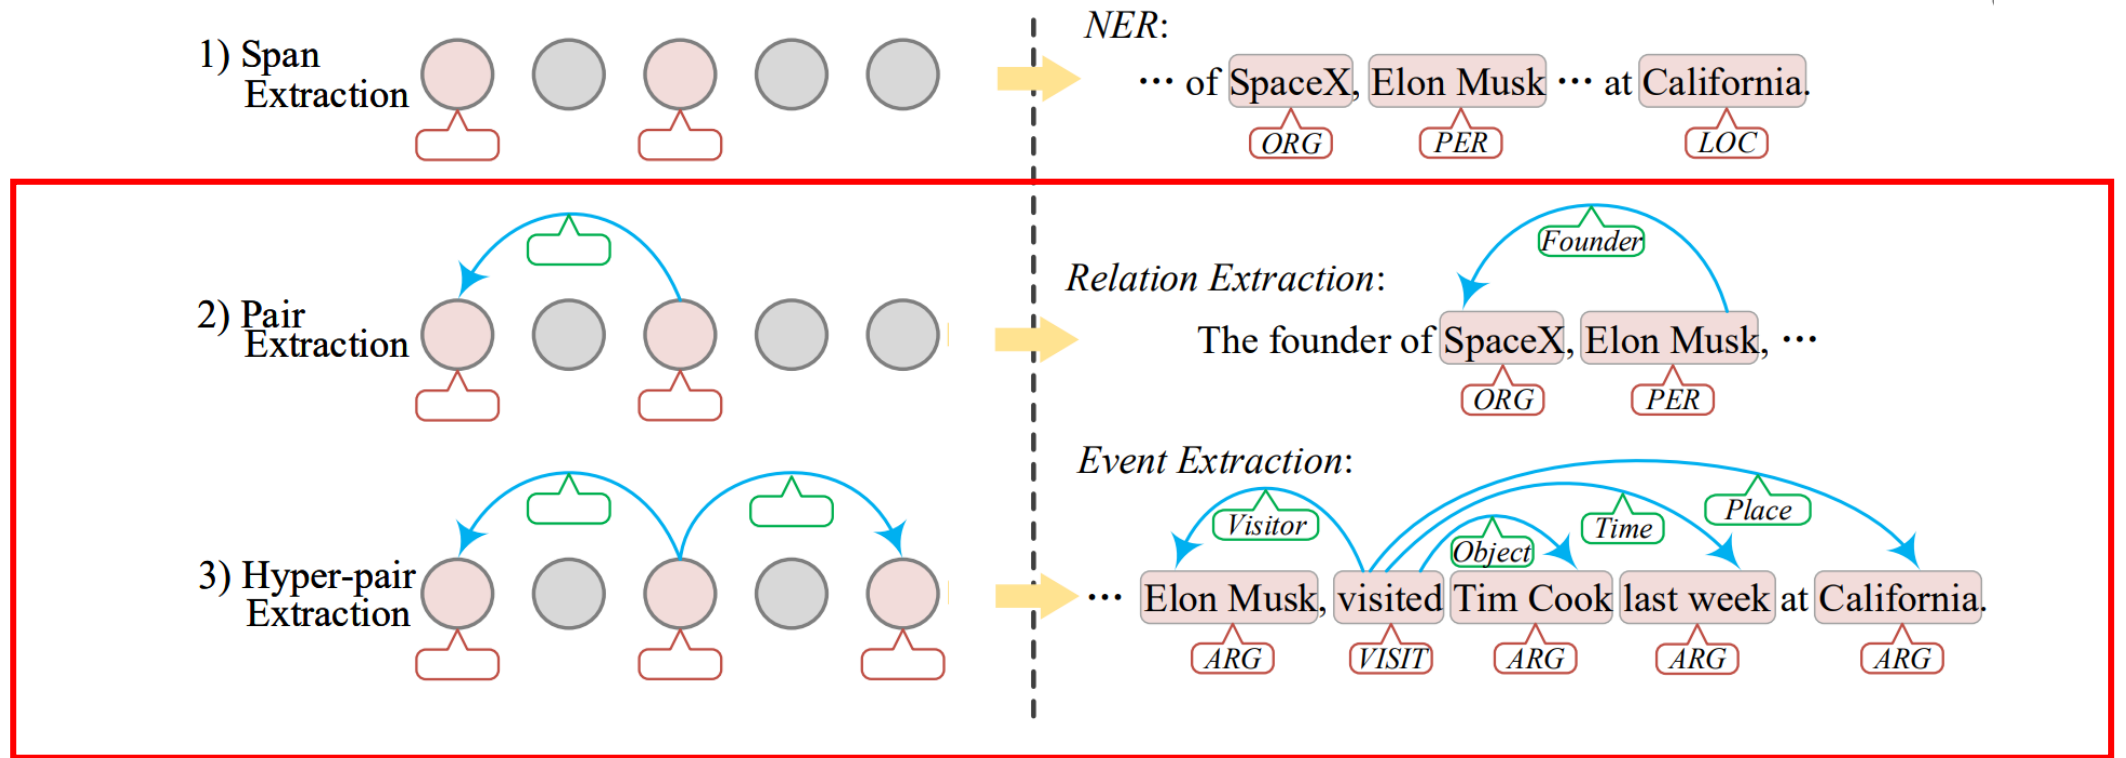 NER:
1) Span
Extraction
··· of SpaceX, Elon Musk ··· at California.
ORG PER LOC
Founder
Relation Extraction:
2) Pair
Extraction
The founder of SpaceX, Elon Musk, ···
ORG PER
Event Extraction:
Visitor Object Time Place
3) Hyper-pair
Extraction
··· Elon Musk, visited Tim Cook last week at California.
ARG VISIT ARG ARG ARG